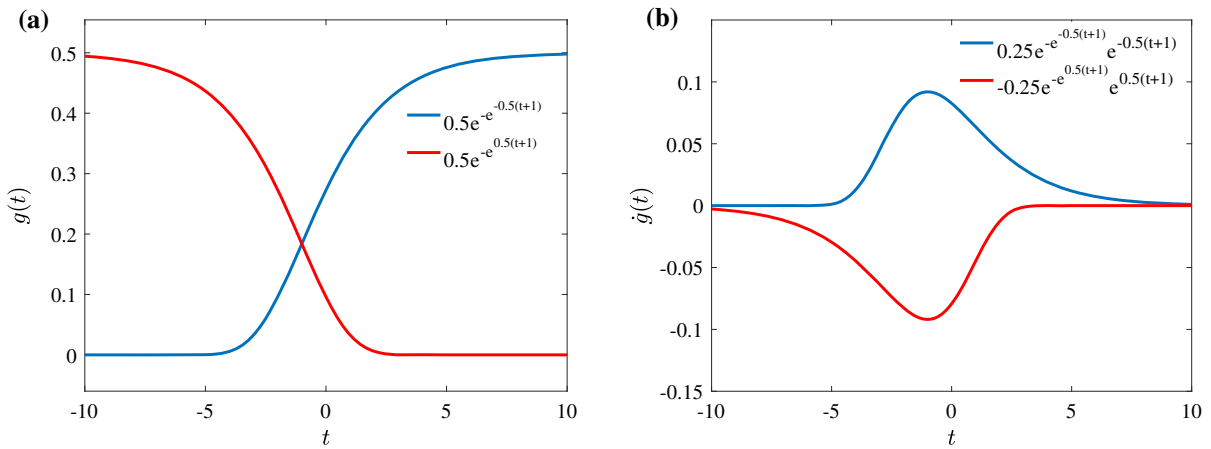 (a)
g(t)
0.5
0.4
0.3
0.2
0.1
0
-10
-5
0
5
10
t
0.5e^{-e^{-0.5(t+1)}}
0.5e^{-e^{0.5(t+1)}}
(b)
ġ(t)
0.1
0.05
0
-0.05
-0.1
-0.15
-10
-5
0
5
10
t
0.25e^{-e^{-0.5(t+1)}} e^{-0.5(t+1)}
-0.25e^{-e^{0.5(t+1)}} e^{0.5(t+1)}